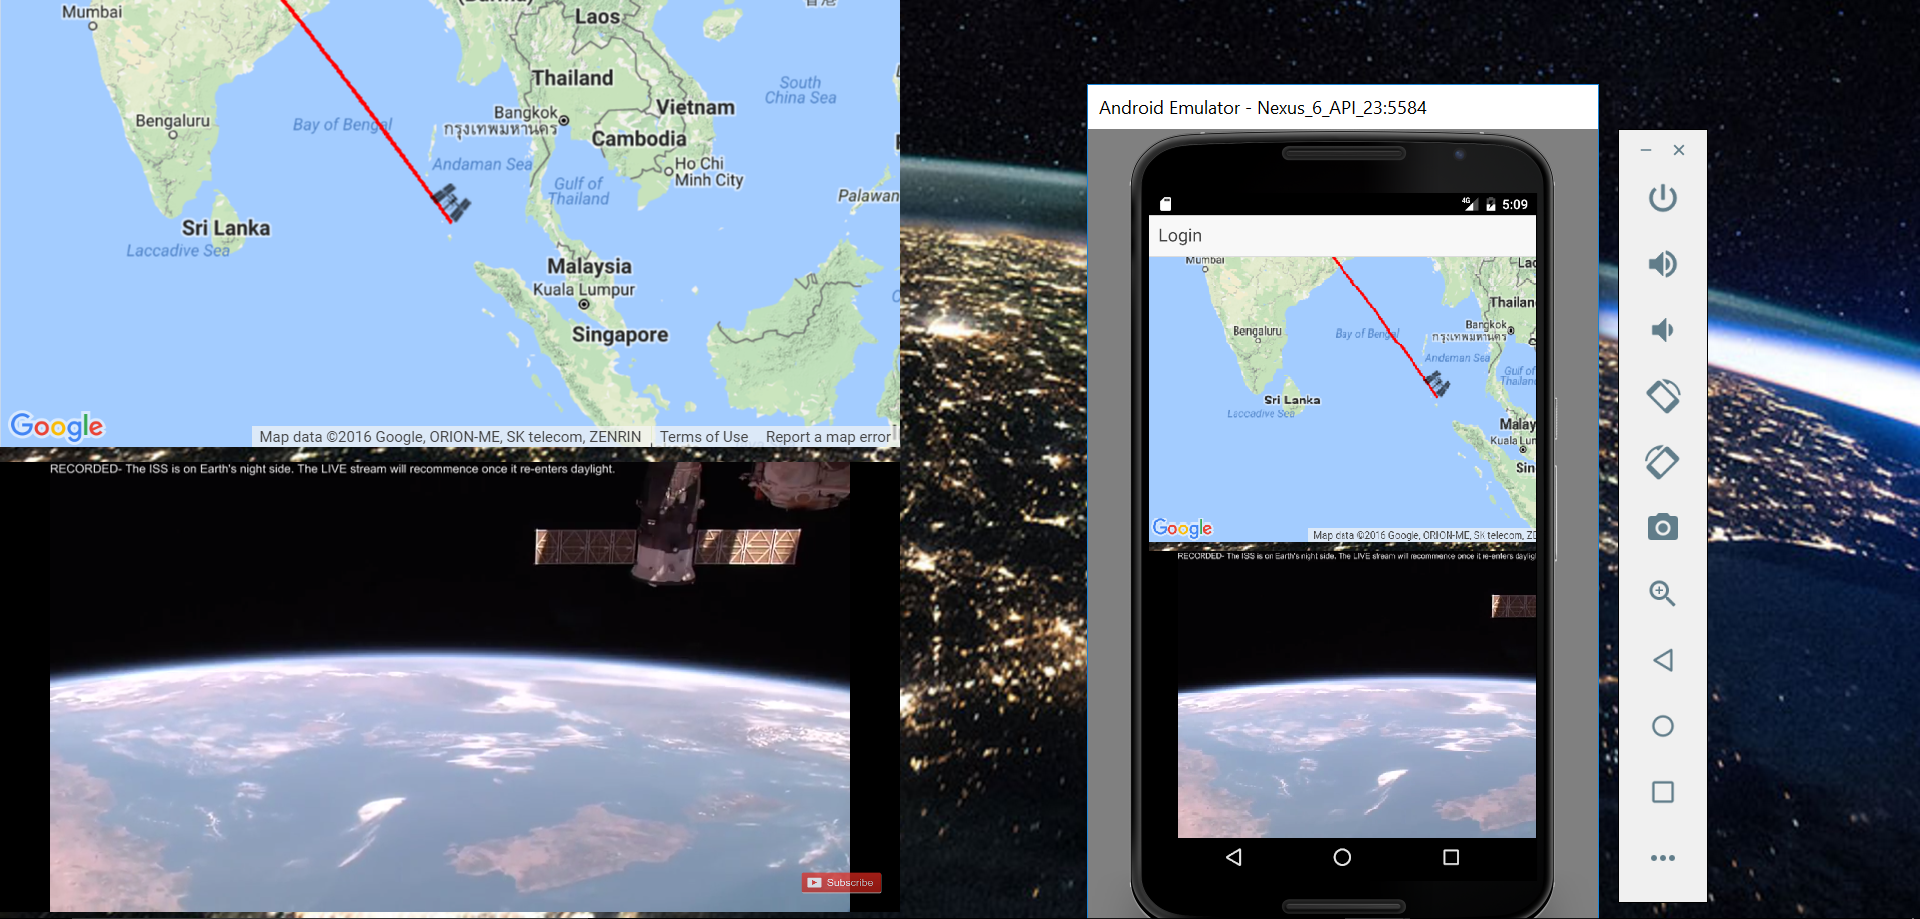 Mumbai
(Burma)
Laos
香港
Thailand
South
China Sea
Bangkok
กรุงเทพมหานคร
Vietnam
Bengaluru
Bay of Bengal
Cambodia
Andaman Sea
Ho Chi
Minh City
Gulf of
Thailand
Palawan
Sri Lanka
Laccadive Sea
Malaysia
Kuala Lumpur
Singapore
Google
Map data ©2016 Google, ORION-ME, SK telecom, ZENRIN
Terms of Use
Report a map error
RECORDED- The ISS is on Earth's night side. The LIVE stream will recommence once it re-enters daylight.
Subscribe
Android Emulator - Nexus_6_API_23:5584
4G
5:09
Login
Mumbai
Lao
Thailan
Bangkok
กรุงเทพมหานคร
Bengaluru
Bay of Bengal
Andaman Sea
Gulf of
Thailand
Sri Lanka
Laccadive Sea
Malay
Kuala Lum
Sin
Google
Map data ©2016 Google, ORION-ME, SK telecom, ZE
RECORDED- The ISS is on Earth's night side. The LIVE stream will recommence once it re-enters dayligh